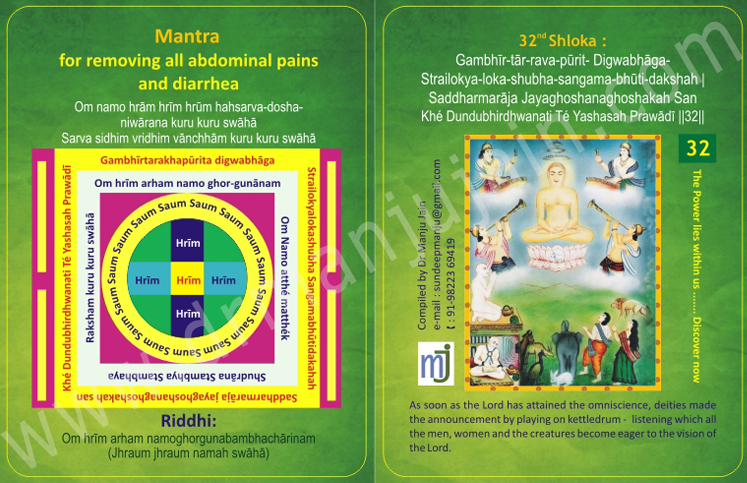 Mantra
for removing all abdominal pains
and diarrhea
Om namo hrām hrīm hrūm hahsarva-dosha-
niwārana kuru kuru swāhā
Sarva sidhim vridhim vānchhām kuru kuru swāhā
Gambhīrtarakhapūrita digwabhāga
Strailokyalokashubha Sangamabhūtidakahah
Saddharmarāja jayaghoshanaghoshakah san
Khé Dundubhirdhwanati Té Yashasah Prawādī
Om hrīm arham namo ghor-gunānam
Om Namo atthé matthék
Shudrāna Stambhya Stambhaya
Raksham kuru kuru swāhā
Saum Saum Saum Saum Saum Saum Saum Saum Saum Saum Saum Saum Saum Saum Saum Saum
Hrīm
Hrīm Hrīm Hrīm
Hrīm
Riddhi:
Om hrīm arham namoghorgunabambhachārinam
(Jhraum jhraum namah swāhā)
32nd Shloka :
Gambhīr-tār-rava-pūrit- Digwabhāga-
Strailokya-loka-shubha-sangama-bhūti-dakshah |
Saddharmarāja Jayaghoshanaghoshakah San
Khé Dundubhirdhwanati Té Yashasah Prawādī ||32||
32
The Power lies within us ....... Discover now
Compiled by Dr. Manju Jain
e-mail : sundeepmanju@gmail.com
: 91-98223 69419
mj
As soon as the Lord has attained the omniscience, deities made
the announcement by playing on kettledrum - listening which all
the men, women and the creatures become eager to the vision of
the Lord.
www.drmanjujain.com